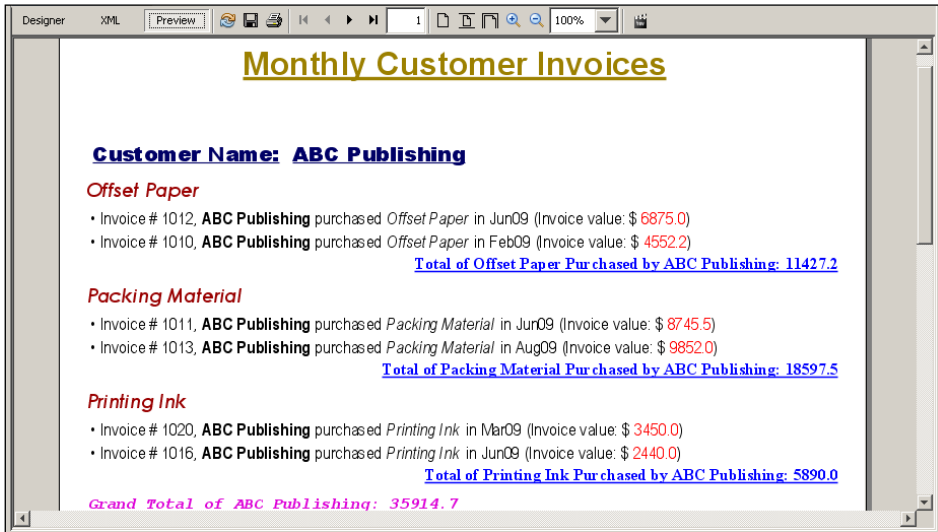 Designer XML Preview 1 100%
Monthly Customer Invoices
Customer Name: ABC Publishing
Offset Paper
• Invoice # 1012, ABC Publishing purchased Offset Paper in Jun09 (Invoice value: $ 6875.0)
• Invoice # 1010, ABC Publishing purchased Offset Paper in Feb09 (Invoice value: $ 4552.2)
Total of Offset Paper Purchased by ABC Publishing: 11427.2
Packing Material
• Invoice # 1011, ABC Publishing purchased Packing Material in Jun09 (Invoice value: $ 8745.5)
• Invoice # 1013, ABC Publishing purchased Packing Material in Aug09 (Invoice value: $ 9852.0)
Total of Packing Material Purchased by ABC Publishing: 18597.5
Printing Ink
• Invoice # 1020, ABC Publishing purchased Printing Ink in Mar09 (Invoice value: $ 3450.0)
• Invoice # 1016, ABC Publishing purchased Printing Ink in Jun09 (Invoice value: $ 2440.0)
Total of Printing Ink Purchased by ABC Publishing: 5890.0
Grand Total of ABC Publishing: 35914.7